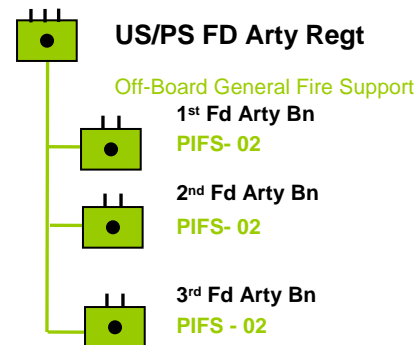 US/PS FD Arty Regt
Off-Board General Fire Support
1st Fd Arty Bn
PIFS- 02
2nd Fd Arty Bn
PIFS- 02
3rd Fd Arty Bn
PIFS - 02